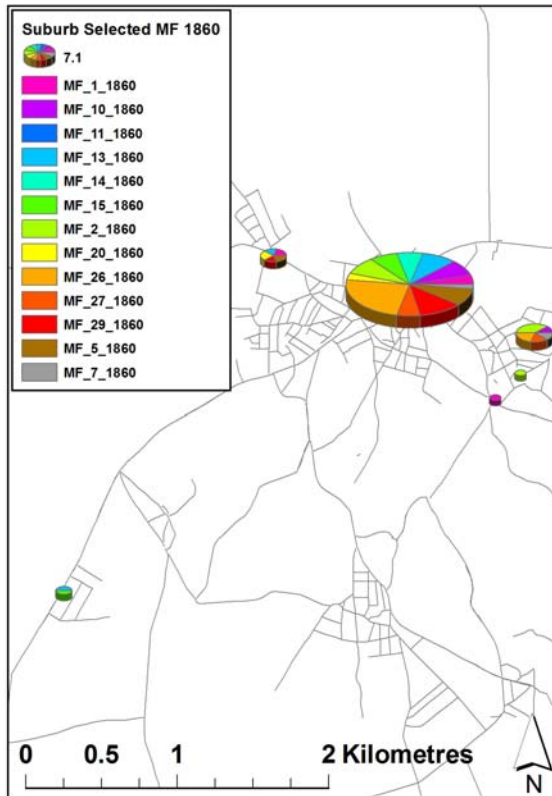 Suburb Selected MF 1860
7.1
MF_1_1860
MF_10_1860
MF_11_1860
MF_13_1860
MF_14_1860
MF_15_1860
MF_2_1860
MF_20_1860
MF_26_1860
MF_27_1860
MF_29_1860
MF_5_1860
MF_7_1860
0 0.5 1 2 Kilometres
N